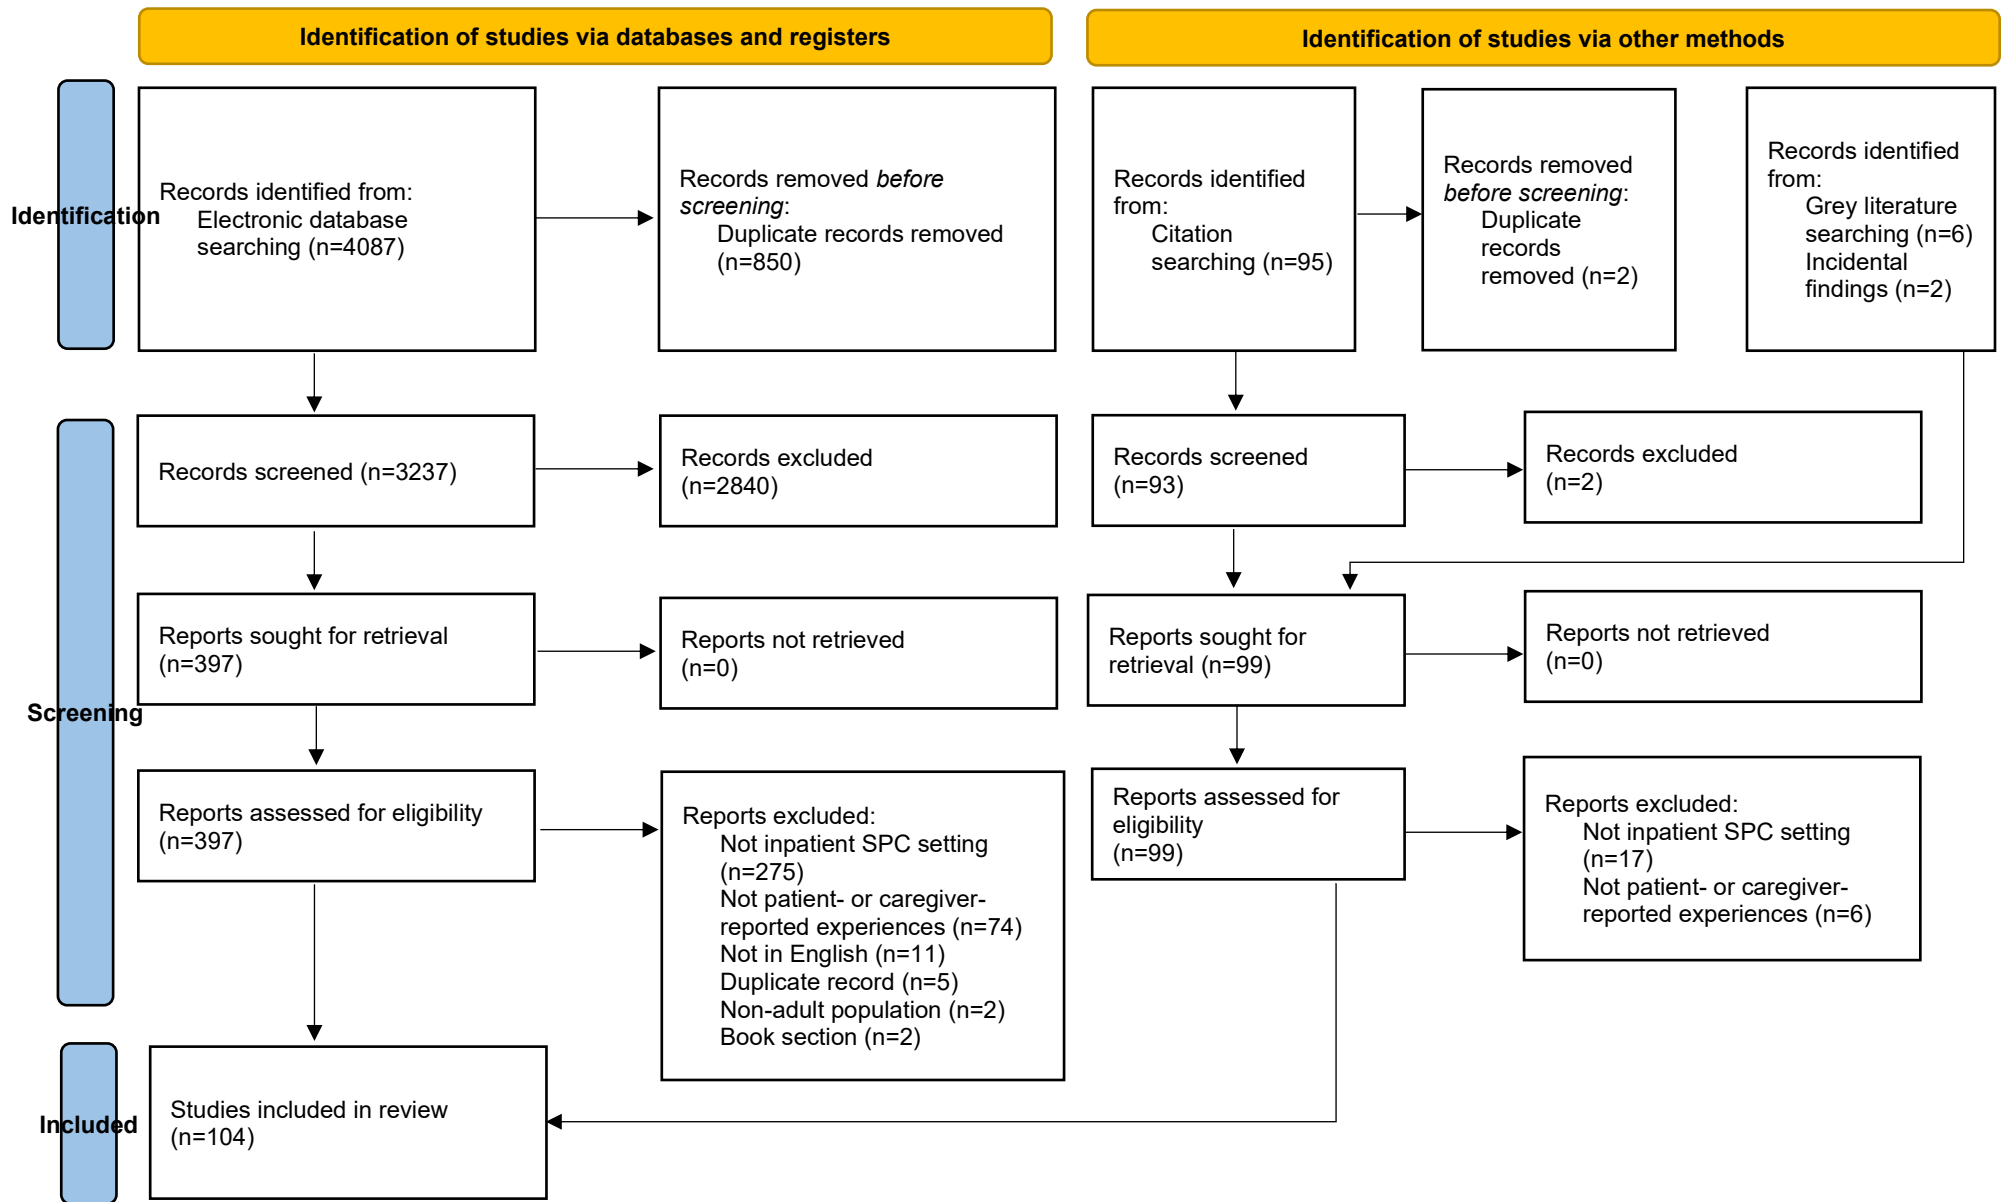 Identification of studies via databases and registers
Identification of studies via other methods
Identification
Records identified from:
Electronic database
searching (n=4087)
Records removed before
screening:
Duplicate records removed
(n=850)
Records identified
from:
Citation
searching (n=95)
Records removed
before screening:
Duplicate
records
removed (n=2)
Records identified
from:
Grey literature
searching (n=6)
Incidental
findings (n=2)
Screening
Records screened (n=3237)
Records excluded
(n=2840)
Records screened
(n=93)
Records excluded
(n=2)
Reports sought for retrieval
(n=397)
Reports not retrieved
(n=0)
Reports sought for
retrieval (n=99)
Reports not retrieved
(n=0)
Reports assessed for eligibility
(n=397)
Reports excluded:
Not inpatient SPC setting
(n=275)
Not patient- or caregiver-
reported experiences (n=74)
Not in English (n=11)
Duplicate record (n=5)
Non-adult population (n=2)
Book section (n=2)
Reports assessed for
eligibility
(n=99)
Reports excluded:
Not inpatient SPC setting
(n=17)
Not patient- or caregiver-
reported experiences (n=6)
Included
Studies included in review
(n=104)